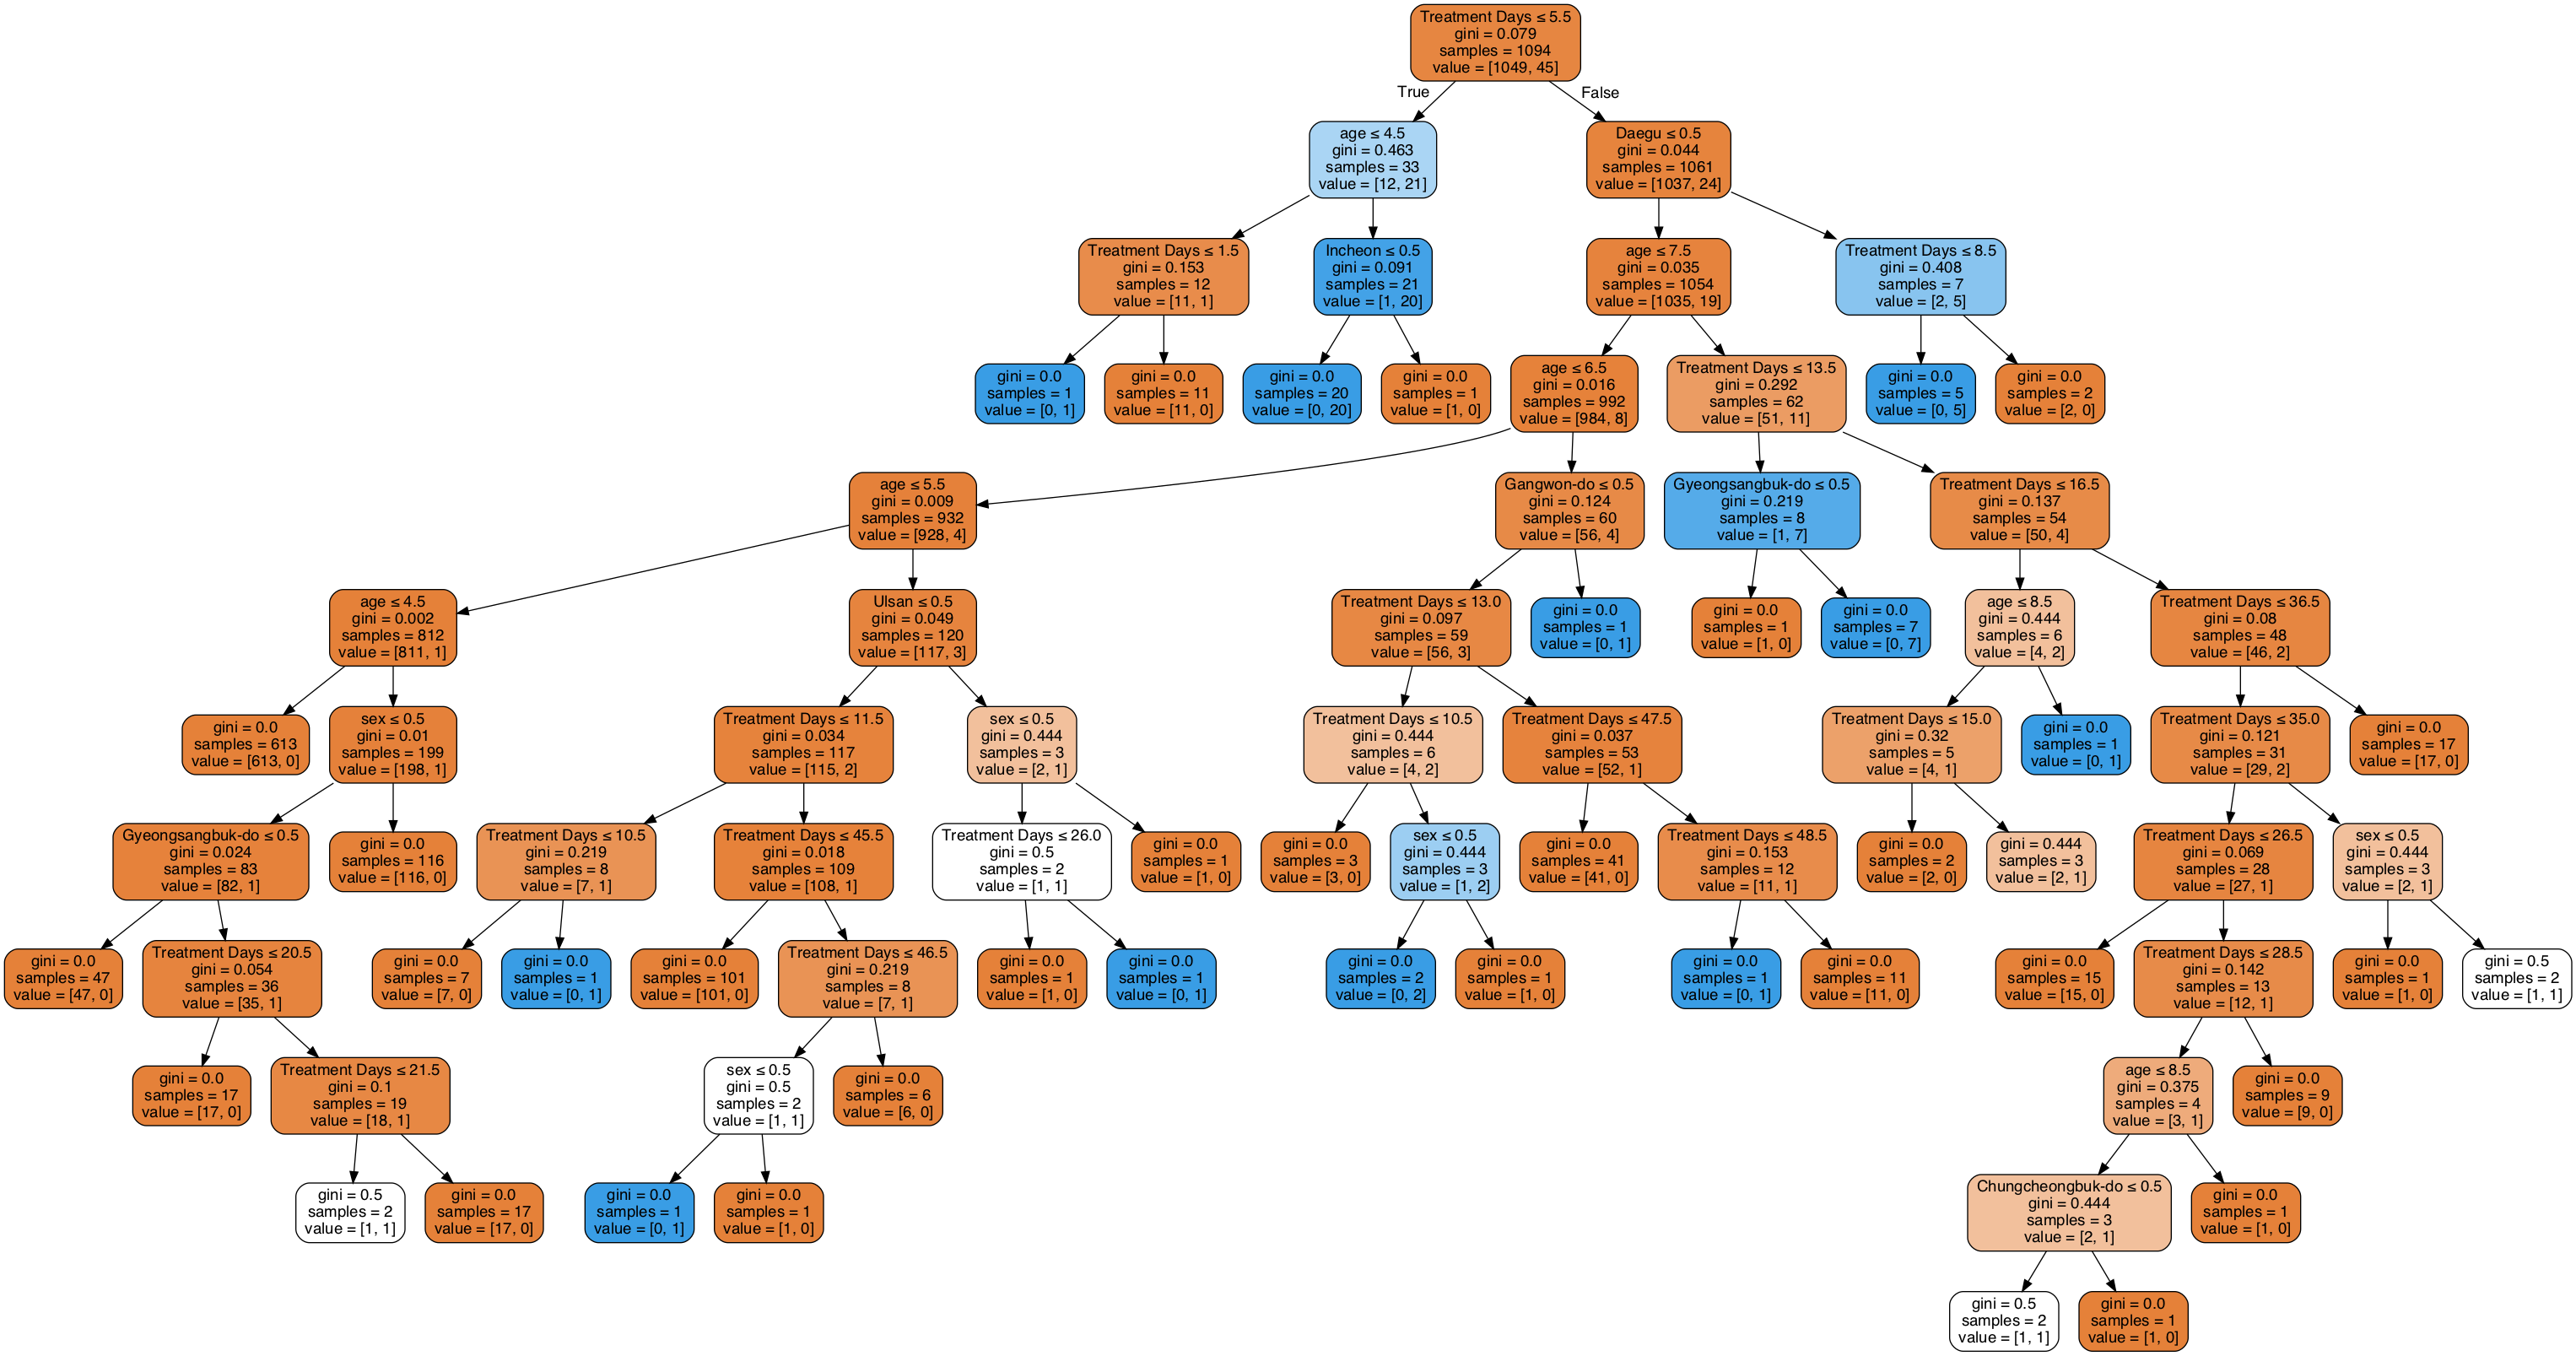 Treatment Days ≤ 5.5
gini = 0.079
samples = 1094
value = [1049, 45]
True
False
age ≤ 4.5
gini = 0.463
samples = 33
value = [12, 21]
Daegu ≤ 0.5
gini = 0.044
samples = 1061
value = [1037, 24]
Treatment Days ≤ 1.5
gini = 0.153
samples = 12
value = [11, 1]
Incheon ≤ 0.5
gini = 0.091
samples = 21
value = [1, 20]
age ≤ 7.5
gini = 0.035
samples = 1054
value = [1035, 19]
Treatment Days ≤ 8.5
gini = 0.408
samples = 7
value = [2, 5]
gini = 0.0
samples = 1
value = [0, 1]
gini = 0.0
samples = 11
value = [11, 0]
gini = 0.0
samples = 20
value = [0, 20]
gini = 0.0
samples = 1
value = [1, 0]
age ≤ 6.5
gini = 0.016
samples = 992
value = [984, 8]
Treatment Days ≤ 13.5
gini = 0.292
samples = 62
value = [51, 11]
gini = 0.0
samples = 5
value = [0, 5]
gini = 0.0
samples = 2
value = [2, 0]
age ≤ 5.5
gini = 0.009
samples = 932
value = [928, 4]
Gangwon-do ≤ 0.5
gini = 0.124
samples = 60
value = [56, 4]
Gyeongsangbuk-do ≤ 0.5
gini = 0.219
samples = 8
value = [1, 7]
Treatment Days ≤ 16.5
gini = 0.137
samples = 54
value = [50, 4]
age ≤ 4.5
gini = 0.002
samples = 812
value = [811, 1]
Ulsan ≤ 0.5
gini = 0.049
samples = 120
value = [117, 3]
Treatment Days ≤ 13.0
gini = 0.097
samples = 59
value = [56, 3]
gini = 0.0
samples = 1
value = [0, 1]
gini = 0.0
samples = 1
value = [1, 0]
gini = 0.0
samples = 7
value = [0, 7]
age ≤ 8.5
gini = 0.444
samples = 6
value = [4, 2]
Treatment Days ≤ 36.5
gini = 0.08
samples = 48
value = [46, 2]
gini = 0.0
samples = 613
value = [613, 0]
sex ≤ 0.5
gini = 0.01
samples = 199
value = [198, 1]
Treatment Days ≤ 11.5
gini = 0.034
samples = 117
value = [115, 2]
sex ≤ 0.5
gini = 0.444
samples = 3
value = [2, 1]
Treatment Days ≤ 10.5
gini = 0.444
samples = 6
value = [4, 2]
Treatment Days ≤ 47.5
gini = 0.037
samples = 53
value = [52, 1]
Treatment Days ≤ 15.0
gini = 0.32
samples = 5
value = [4, 1]
gini = 0.0
samples = 1
value = [0, 1]
Treatment Days ≤ 35.0
gini = 0.121
samples = 31
value = [29, 2]
gini = 0.0
samples = 17
value = [17, 0]
Gyeongsangbuk-do ≤ 0.5
gini = 0.024
samples = 83
value = [82, 1]
gini = 0.0
samples = 116
value = [116, 0]
Treatment Days ≤ 10.5
gini = 0.219
samples = 8
value = [7, 1]
Treatment Days ≤ 45.5
gini = 0.018
samples = 109
value = [108, 1]
Treatment Days ≤ 26.0
gini = 0.5
samples = 2
value = [1, 1]
gini = 0.0
samples = 1
value = [1, 0]
gini = 0.0
samples = 3
value = [3, 0]
sex ≤ 0.5
gini = 0.444
samples = 3
value = [1, 2]
gini = 0.0
samples = 41
value = [41, 0]
Treatment Days ≤ 48.5
gini = 0.153
samples = 12
value = [11, 1]
gini = 0.0
samples = 2
value = [2, 0]
gini = 0.444
samples = 3
value = [2, 1]
Treatment Days ≤ 26.5
gini = 0.069
samples = 28
value = [27, 1]
sex ≤ 0.5
gini = 0.444
samples = 3
value = [2, 1]
gini = 0.0
samples = 47
value = [47, 0]
Treatment Days ≤ 20.5
gini = 0.054
samples = 36
value = [35, 1]
gini = 0.0
samples = 7
value = [7, 0]
gini = 0.0
samples = 1
value = [0, 1]
gini = 0.0
samples = 101
value = [101, 0]
Treatment Days ≤ 46.5
gini = 0.219
samples = 8
value = [7, 1]
gini = 0.0
samples = 1
value = [1, 0]
gini = 0.0
samples = 1
value = [0, 1]
gini = 0.0
samples = 2
value = [0, 2]
gini = 0.0
samples = 1
value = [1, 0]
gini = 0.0
samples = 1
value = [0, 1]
gini = 0.0
samples = 11
value = [11, 0]
gini = 0.0
samples = 15
value = [15, 0]
Treatment Days ≤ 28.5
gini = 0.142
samples = 13
value = [12, 1]
gini = 0.0
samples = 1
value = [1, 0]
gini = 0.5
samples = 2
value = [1, 1]
gini = 0.0
samples = 17
value = [17, 0]
Treatment Days ≤ 21.5
gini = 0.1
samples = 19
value = [18, 1]
sex ≤ 0.5
gini = 0.5
samples = 2
value = [1, 1]
gini = 0.0
samples = 6
value = [6, 0]
age ≤ 8.5
gini = 0.375
samples = 4
value = [3, 1]
gini = 0.0
samples = 9
value = [9, 0]
gini = 0.5
samples = 2
value = [1, 1]
gini = 0.0
samples = 17
value = [17, 0]
gini = 0.0
samples = 1
value = [0, 1]
gini = 0.0
samples = 1
value = [1, 0]
Chungcheongbuk-do ≤ 0.5
gini = 0.444
samples = 3
value = [2, 1]
gini = 0.0
samples = 1
value = [1, 0]
gini = 0.5
samples = 2
value = [1, 1]
gini = 0.0
samples = 1
value = [1, 0]